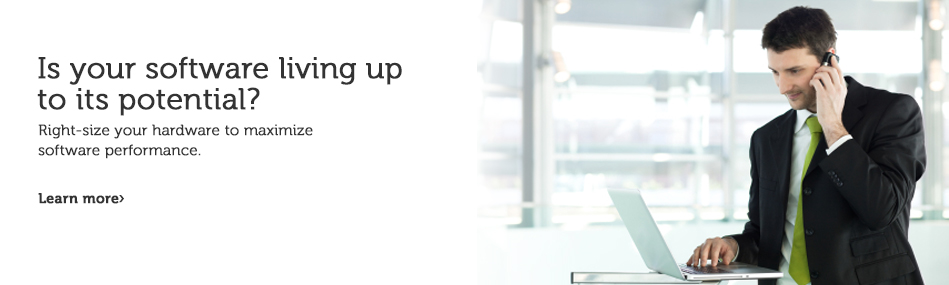 Is your software living up
to its potential?
Right-size your hardware to maximize
software performance.
Learn more›